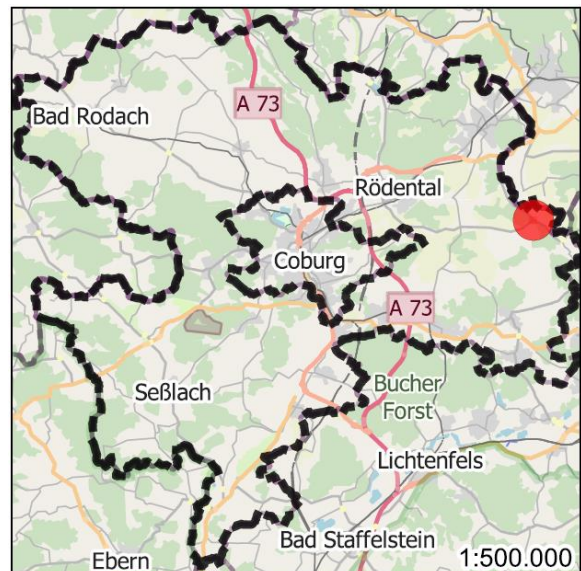 A 73
Bad Rodach
Rödental
Coburg
A 73
Seßlach
Bucher
Forst
Lichtenfels
Bad Staffelstein
Ebern
1:500.000